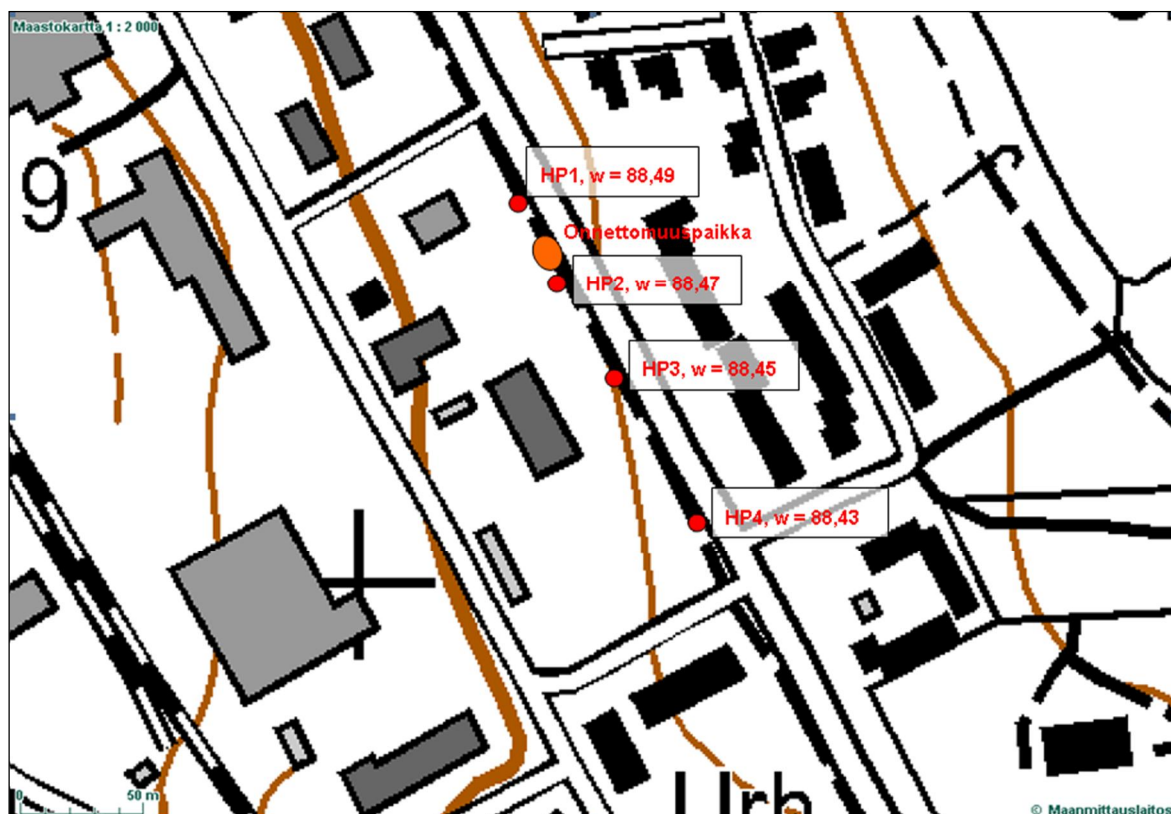 Maastokartta 1 : 2 000
9
HP1, w = 88,49
Onnettomuuspaikka
HP2, w = 88,47
HP3, w = 88,45
HP4, w = 88,43
Urh
0 50 m
© Maanmittauslaitos